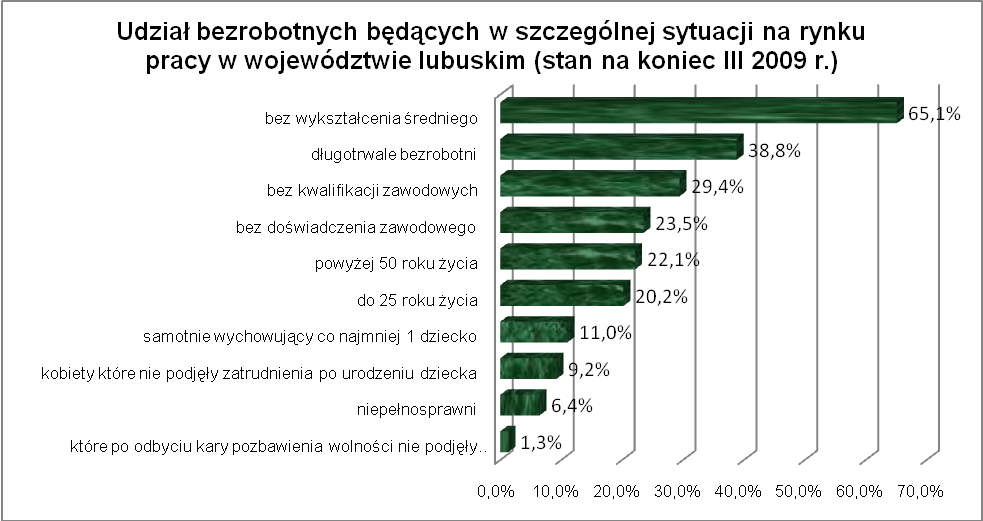 Udział bezrobotnych będących w szczególnej sytuacji na rynku
pracy w województwie lubuskim (stan na koniec III 2009 r.)
bez wykształcenia średniego 65,1%
długotrwale bezrobotni 38,8%
bez kwalifikacji zawodowych 29,4%
bez doświadczenia zawodowego 23,5%
powyżej 50 roku życia 22,1%
do 25 roku życia 20,2%
samotnie wychowujący co najmniej 1 dziecko 11,0%
kobiety które nie podjęły zatrudnienia po urodzeniu dziecka 9,2%
niepełnosprawni 6,4%
które po odbyciu kary pozbawienia wolności nie podjęły.. 1,3%
0,0% 10,0% 20,0% 30,0% 40,0% 50,0% 60,0% 70,0%